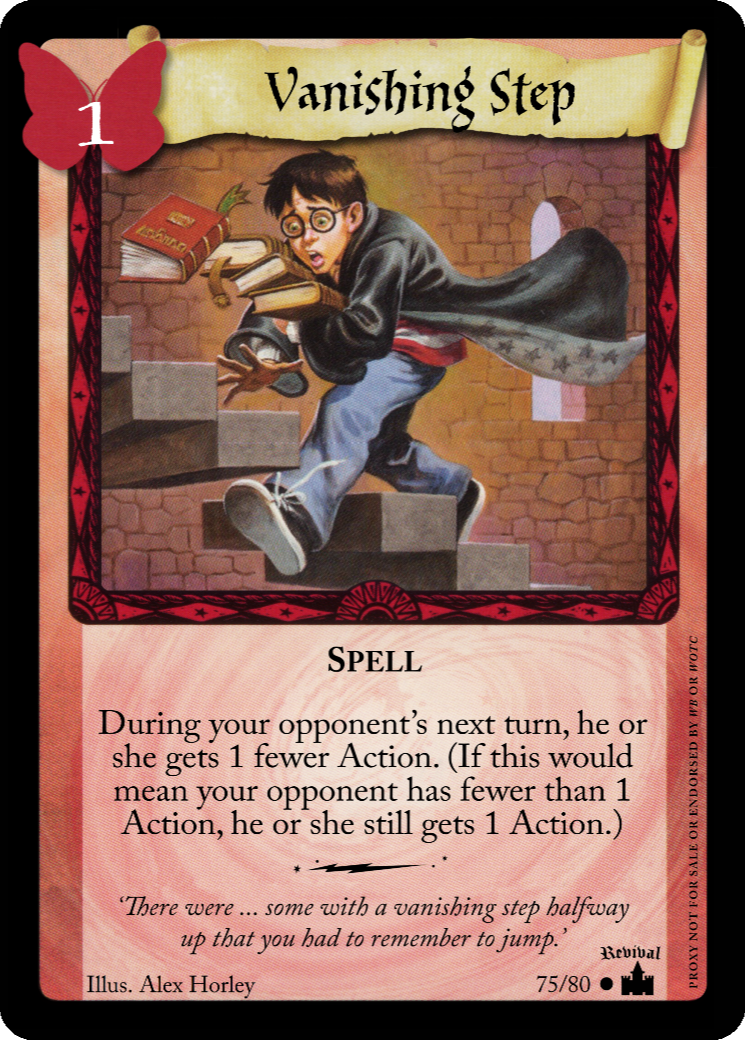 1
Vanishing Step
SPELL
During your opponent's next turn, he or
she gets 1 fewer Action. (If this would
mean your opponent has fewer than 1
Action, he or she still gets 1 Action.)
'There were ... some with a vanishing step halfway
up that you had to remember to jump.'
Illus. Alex Horley
75/80
Revival
PROXY NOT FOR SALE OR ENDORSED BY WB OR WOTC